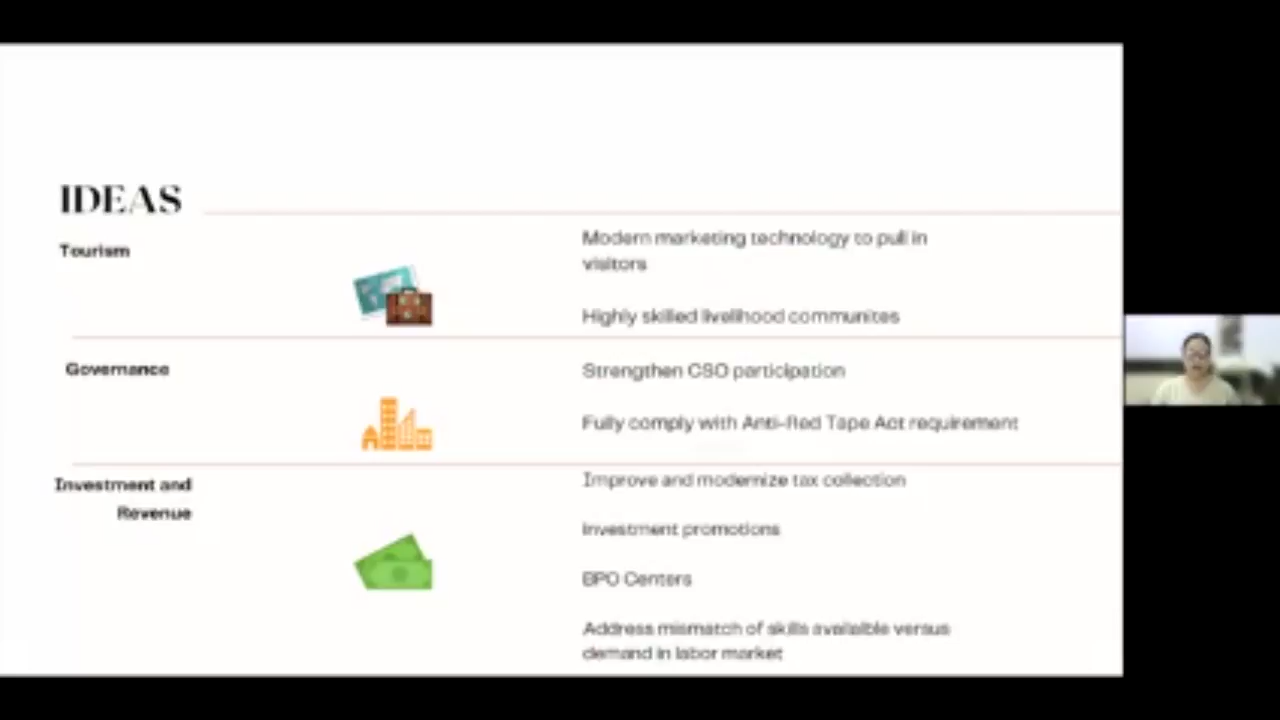 IDEAS
Tourism
Modern marketing technology to pull in
visitors
Highly skilled livelihood communites
Governance
Strengthen CSO participation
Fully comply with Anti-Red Tape Act requirement
Investment and
Revenue
Improve and modernize tax collection
Investment promotions
BPO Centers
Address mismatch of skills available versus
demand in labor market